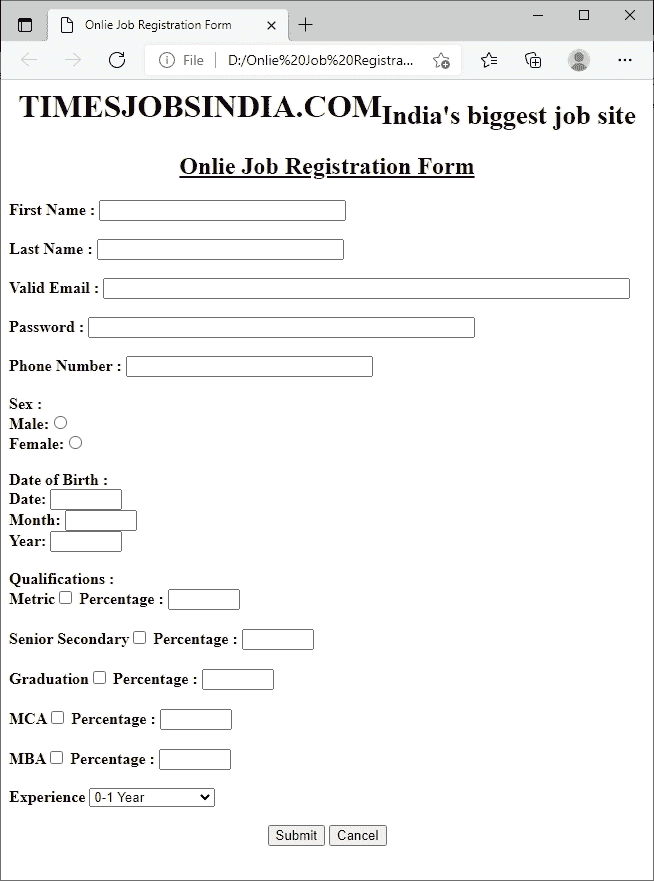 Onlie Job Registration Form
File D:/Onlie%20Job%20Registra...
TIMESJOBSINDIA.COM India's biggest job site
Onlie Job Registration Form
First Name :
Last Name :
Valid Email :
Password :
Phone Number :
Sex :
Male:
Female:
Date of Birth :
Date:
Month:
Year:
Qualifications :
Metric Percentage :
Senior Secondary Percentage :
Graduation Percentage :
MCA Percentage :
MBA Percentage :
Experience 0-1 Year
Submit Cancel